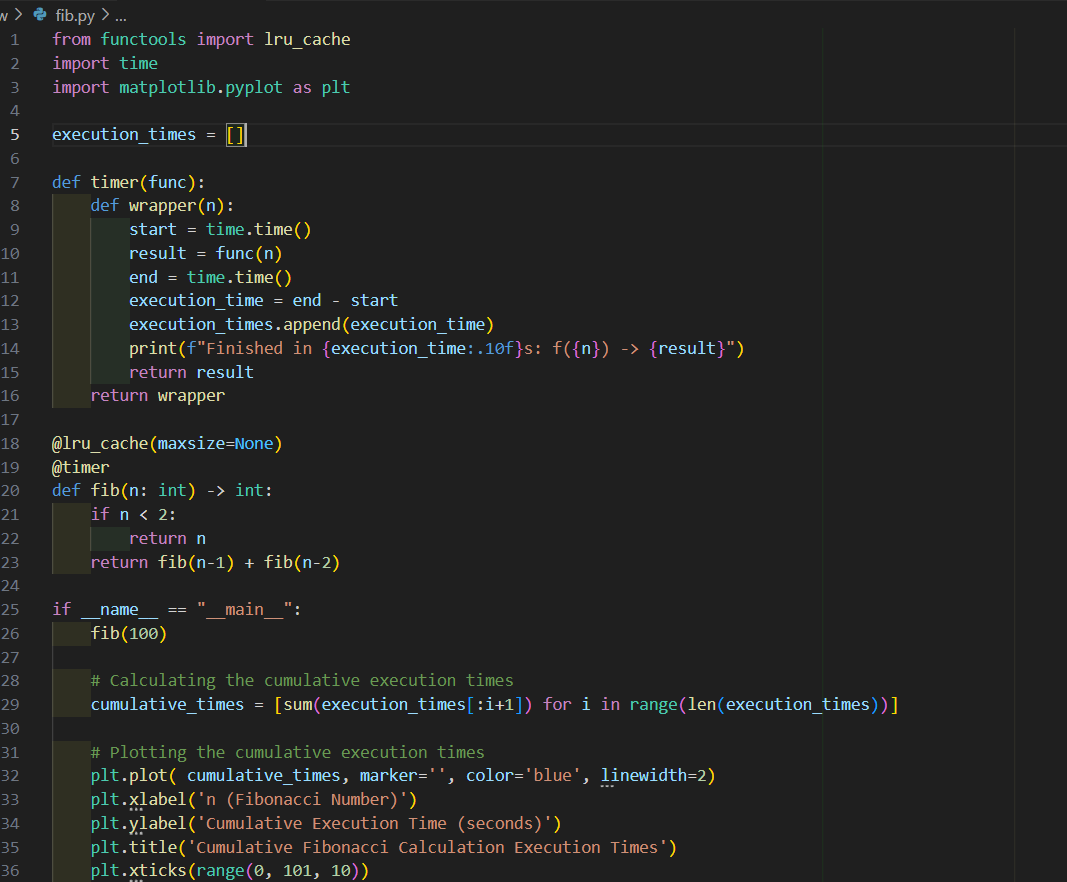 w > fib.py > ...
1 from functools import lru_cache
2 import time
3 import matplotlib.pyplot as plt
4
5 execution_times = []
6
7 def timer(func):
8     def wrapper(n):
9         start = time.time()
10         result = func(n)
11         end = time.time()
12         execution_time = end - start
13         execution_times.append(execution_time)
14         print(f"Finished in {execution_time:.10f}s: f({n}) -> {result}")
15         return result
16     return wrapper
17
18 @lru_cache(maxsize=None)
19 @timer
20 def fib(n: int) -> int:
21     if n < 2:
22         return n
23     return fib(n-1) + fib(n-2)
24
25 if __name__ == "__main__":
26     fib(100)
27
28     # Calculating the cumulative execution times
29     cumulative_times = [sum(execution_times[:i+1]) for i in range(len(execution_times))]
30
31     # Plotting the cumulative execution times
32     plt.plot( cumulative_times, marker='', color='blue', linewidth=2)
33     plt.xlabel('n (Fibonacci Number)')
34     plt.ylabel('Cumulative Execution Time (seconds)')
35     plt.title('Cumulative Fibonacci Calculation Execution Times')
36     plt.xticks(range(0, 101, 10))